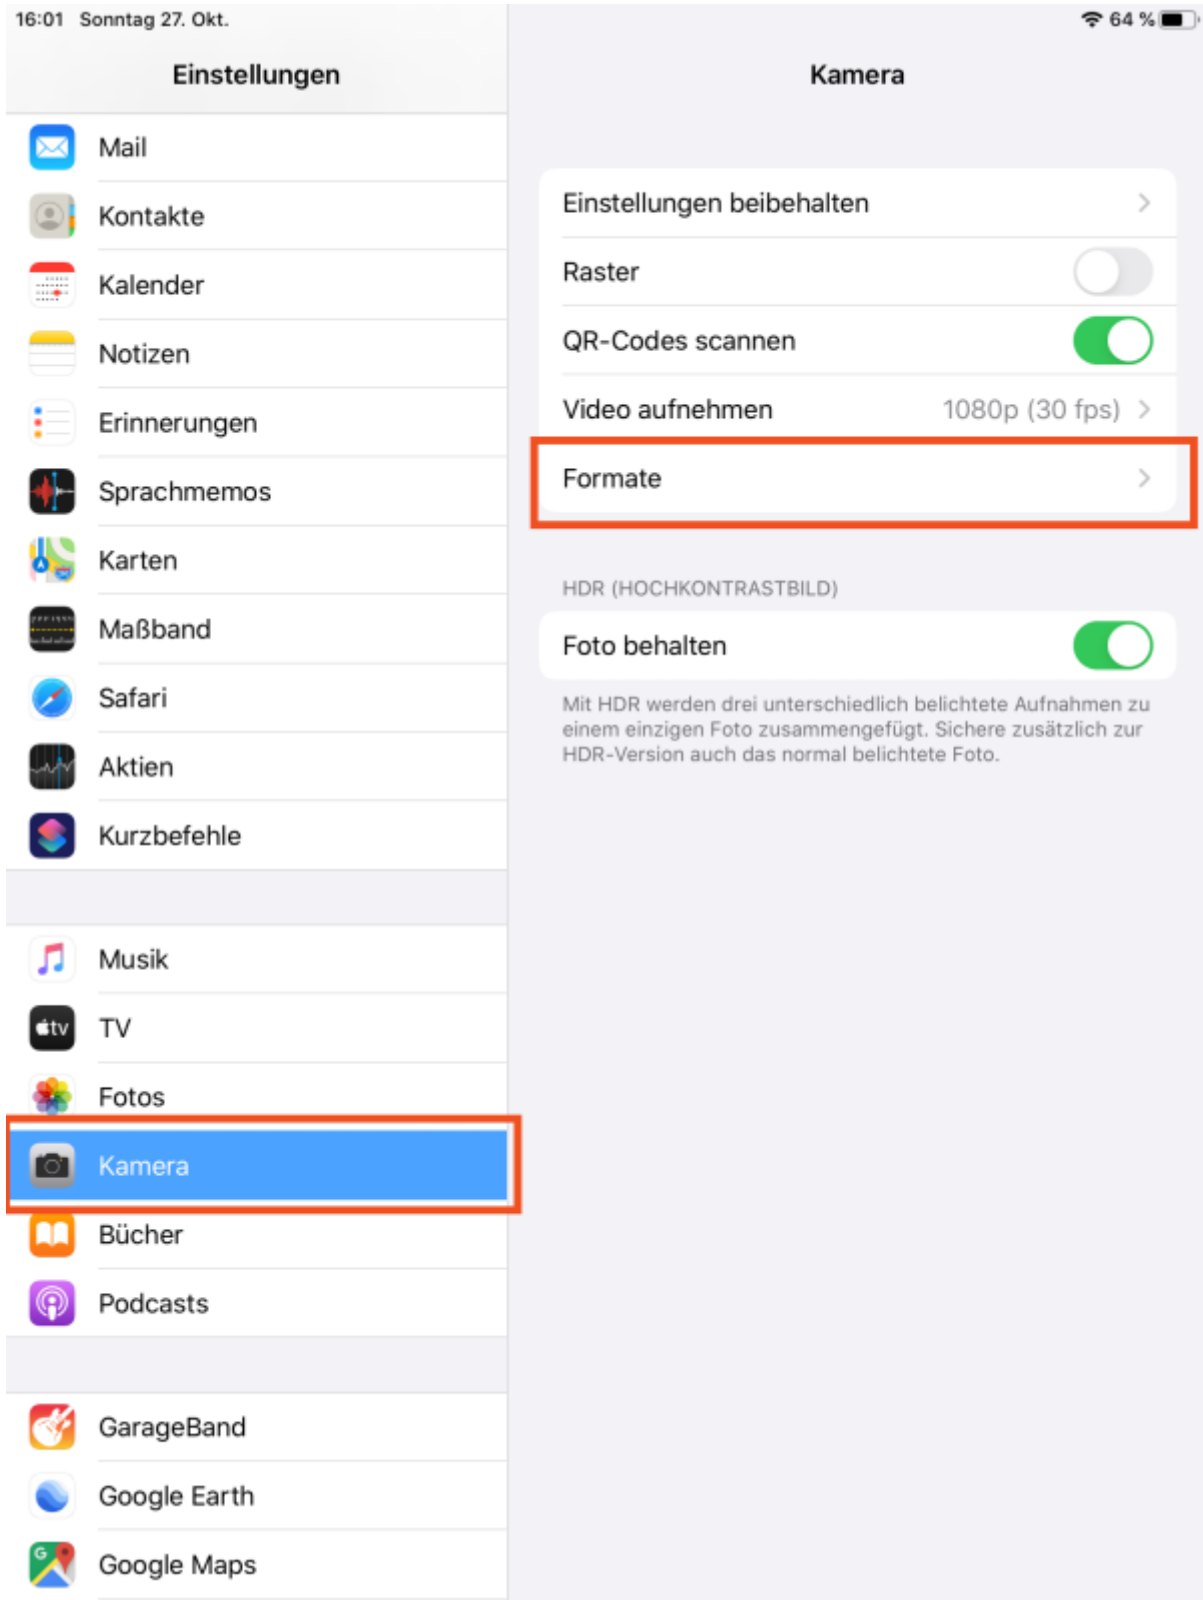 16:01 Sonntag 27. Okt.
64 %
Einstellungen
Mail
Kontakte
Kalender
Notizen
Erinnerungen
Sprachmemos
Karten
Maßband
Safari
Aktien
Kurzbefehle
Musik
tv
TV
Fotos
Kamera
Bücher
Podcasts
GarageBand
Google Earth
G
Google Maps
Kamera
Einstellungen beibehalten
Raster
QR-Codes scannen
Video aufnehmen 1080p (30 fps)
Formate
HDR (HOCHKONTRASTBILD)
Foto behalten
Mit HDR werden drei unterschiedlich belichtete Aufnahmen zu
einem einzigen Foto zusammengefügt. Sichere zusätzlich zur
HDR-Version auch das normal belichtete Foto.